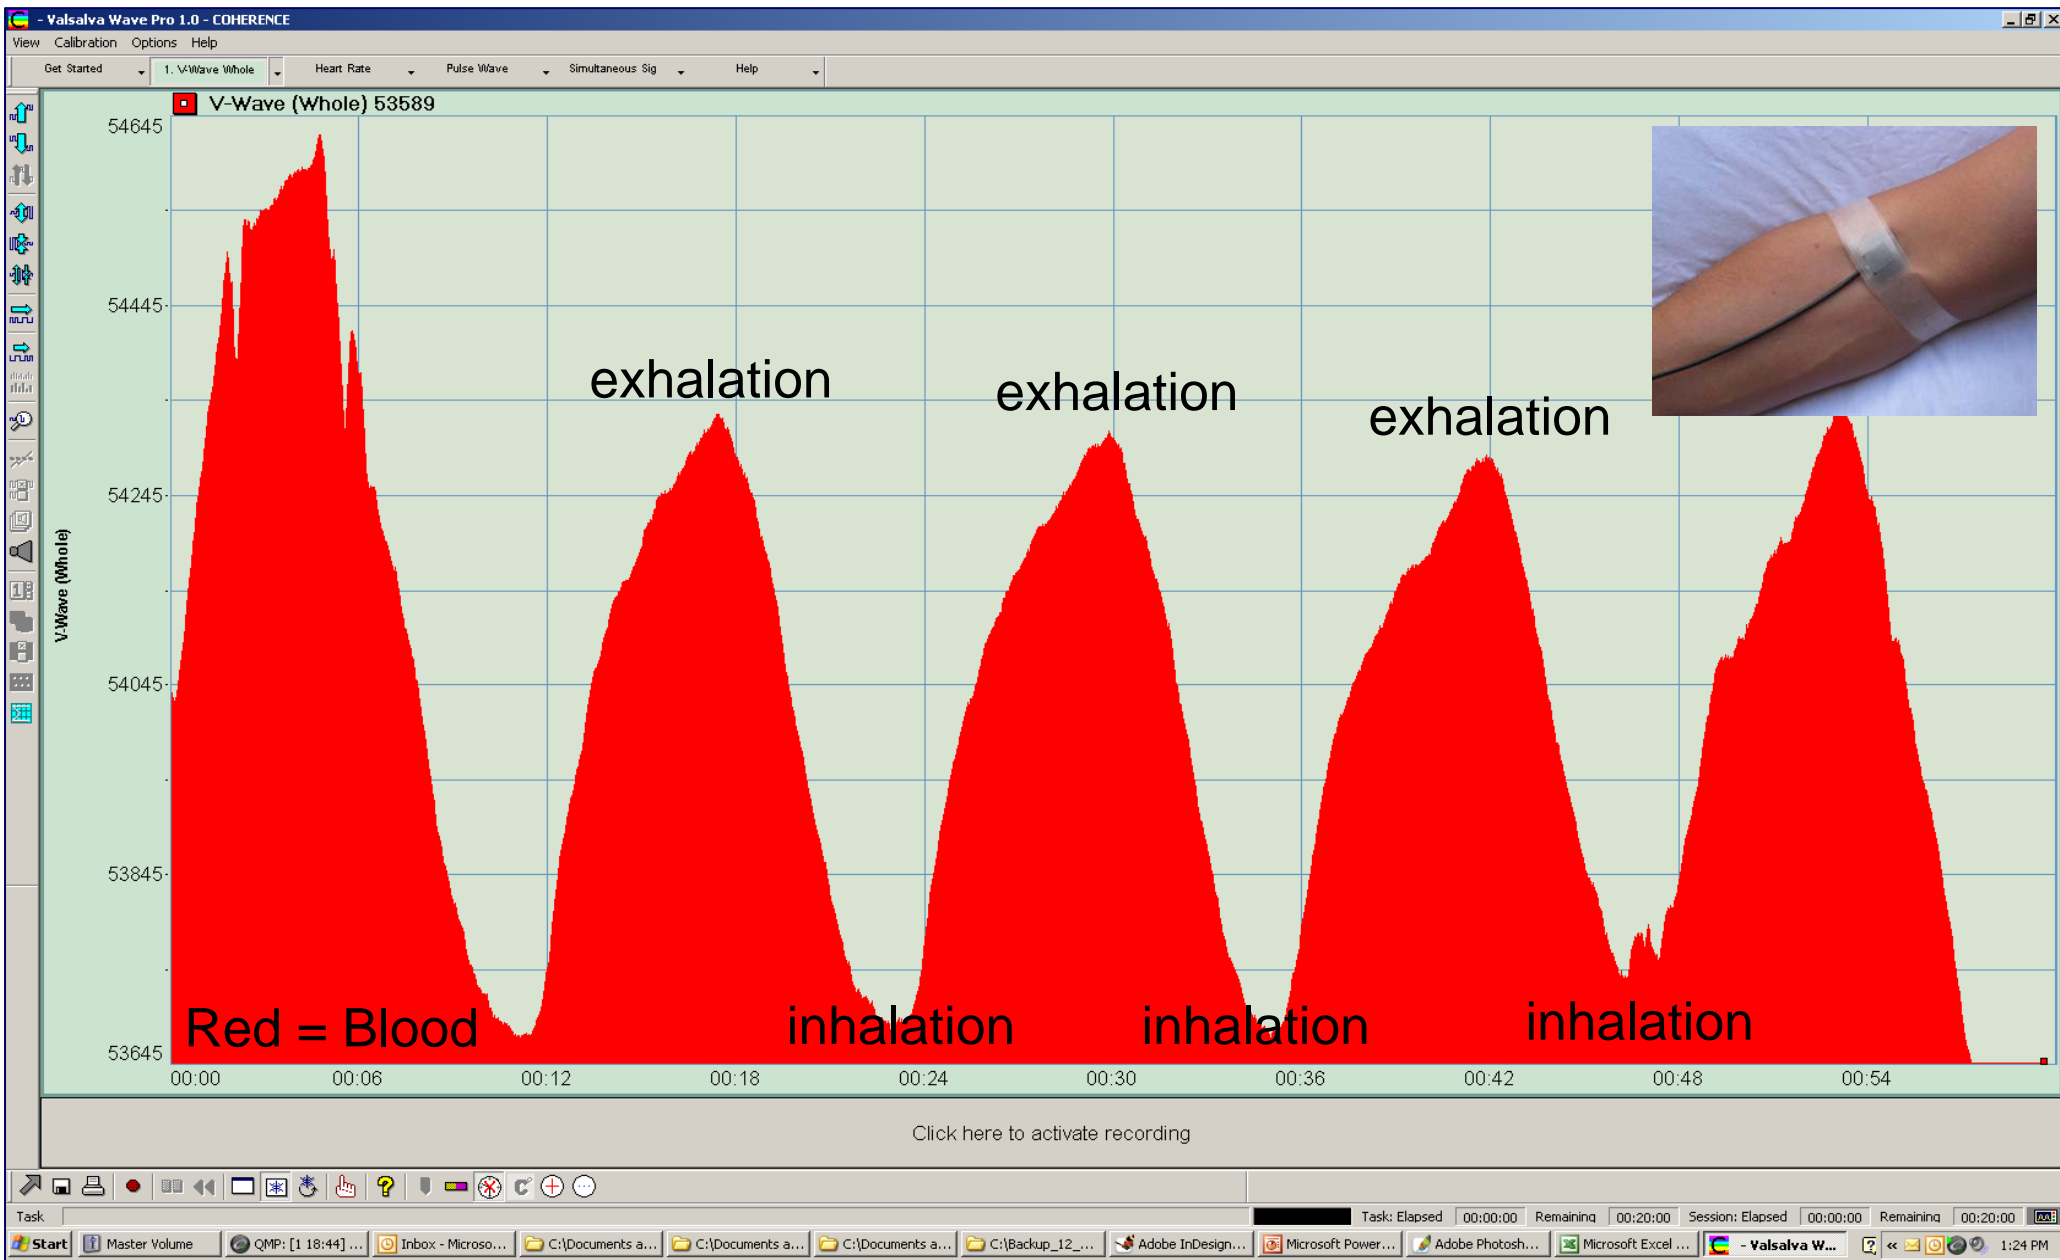 - Valsalva Wave Pro 1.0 - COHERENCE
View Calibration Options Help
Get Started 1. V-Wave Whole Heart Rate Pulse Wave Simultaneous Sig Help
V-Wave (Whole) 53589
54645
54445
54245
54045
53845
53645
V-Wave (Whole)
exhalation exhalation exhalation
Red = Blood inhalation inhalation inhalation
00:00 00:06 00:12 00:18 00:24 00:30 00:36 00:42 00:48 00:54
Click here to activate recording
Task Task: Elapsed 00:00:00 Remaining 00:20:00 Session: Elapsed 00:00:00 Remaining 00:20:00
Start Master Volume QMP: [1 18:44] ... Inbox - Microso... C:\Documents a... C:\Documents a... C:\Documents a... C:\Backup_12_... Adobe InDesign... Microsoft Power... Adobe Photosh... Microsoft Excel ... - Valsalva W... 1:24 PM